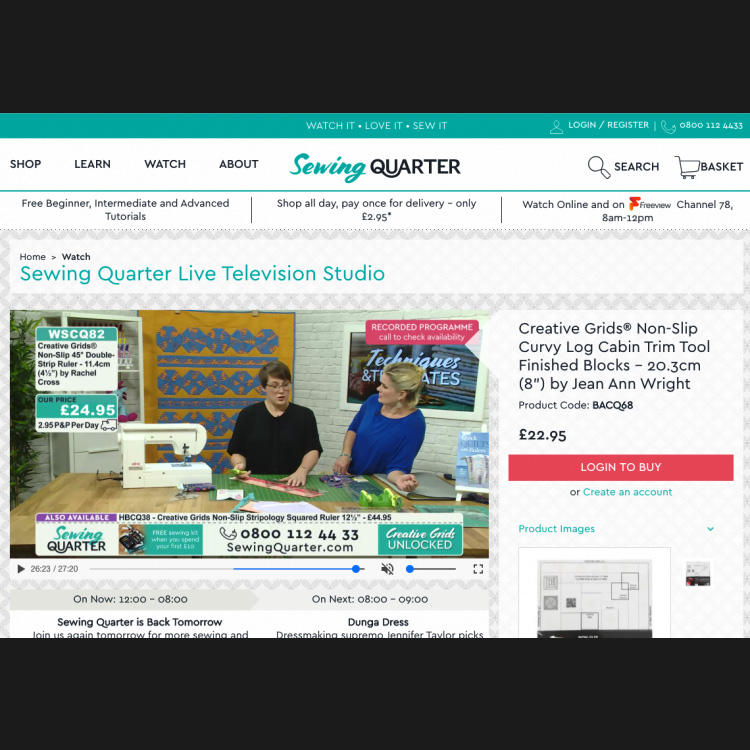 WATCH IT • LOVE IT • SEW IT
LOGIN / REGISTER | 0800 112 4433
SHOP LEARN WATCH ABOUT
Sewing QUARTER
SEARCH BASKET
Free Beginner, Intermediate and Advanced
Tutorials
Shop all day, pay once for delivery – only
£2.95*
Watch Online and on Freeview Channel 78,
8am-12pm
Home > Watch
Sewing Quarter Live Television Studio
WSCQ82
Creative Grids®
Non-Slip 45° Double-
Strip Ruler - 11.4cm
(4½") by Rachel
Cross
OUR PRICE
£24.95
2.95 P&P Per Day
RECORDED PROGRAMME
call to check availability
Techniques
ALSO AVAILABLE HBCQ38 - Creative Grids Non-Slip Stripology Squared Ruler 12½" - £44.95
Sewing
QUARTER
FREE sewing kit
when you spend
your first £10
0800 112 44 33
SewingQuarter.com
Creative Grids
UNLOCKED
26:23 / 27:20
On Now: 12:00 – 08:00
On Next: 08:00 – 09:00
Sewing Quarter is Back Tomorrow
Join us again tomorrow for more sewing and
Dunga Dress
Dressmaking supremo Jennifer Taylor picks
Creative Grids® Non-Slip
Curvy Log Cabin Trim Tool
Finished Blocks – 20.3cm
(8") by Jean Ann Wright
Product Code: BACQ68
£22.95
LOGIN TO BUY
or Create an account
Product Images